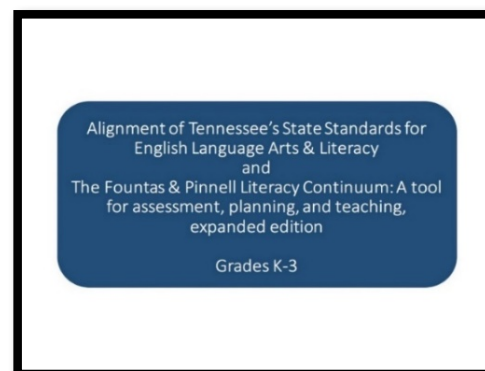 Alignment of Tennessee's State Standards for
English Language Arts & Literacy
and
The Fountas & Pinnell Literacy Continuum: A tool
for assessment, planning, and teaching,
expanded edition
Grades K-3